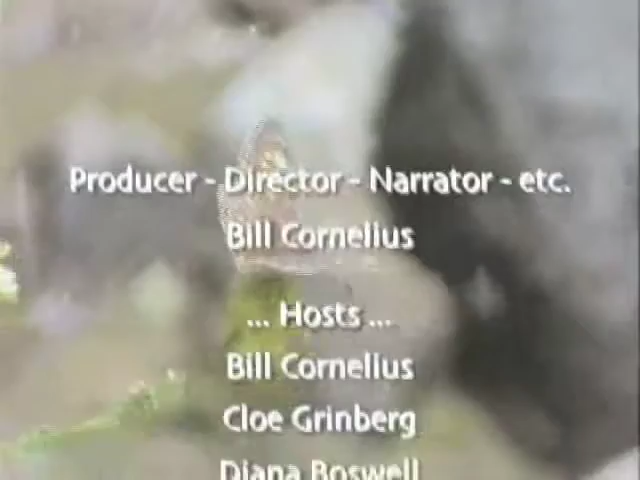 Producer - Director - Narrator - etc.
Bill Cornelius
... Hosts ...
Bill Cornelius
Cloe Grinberg
Diana Boswell